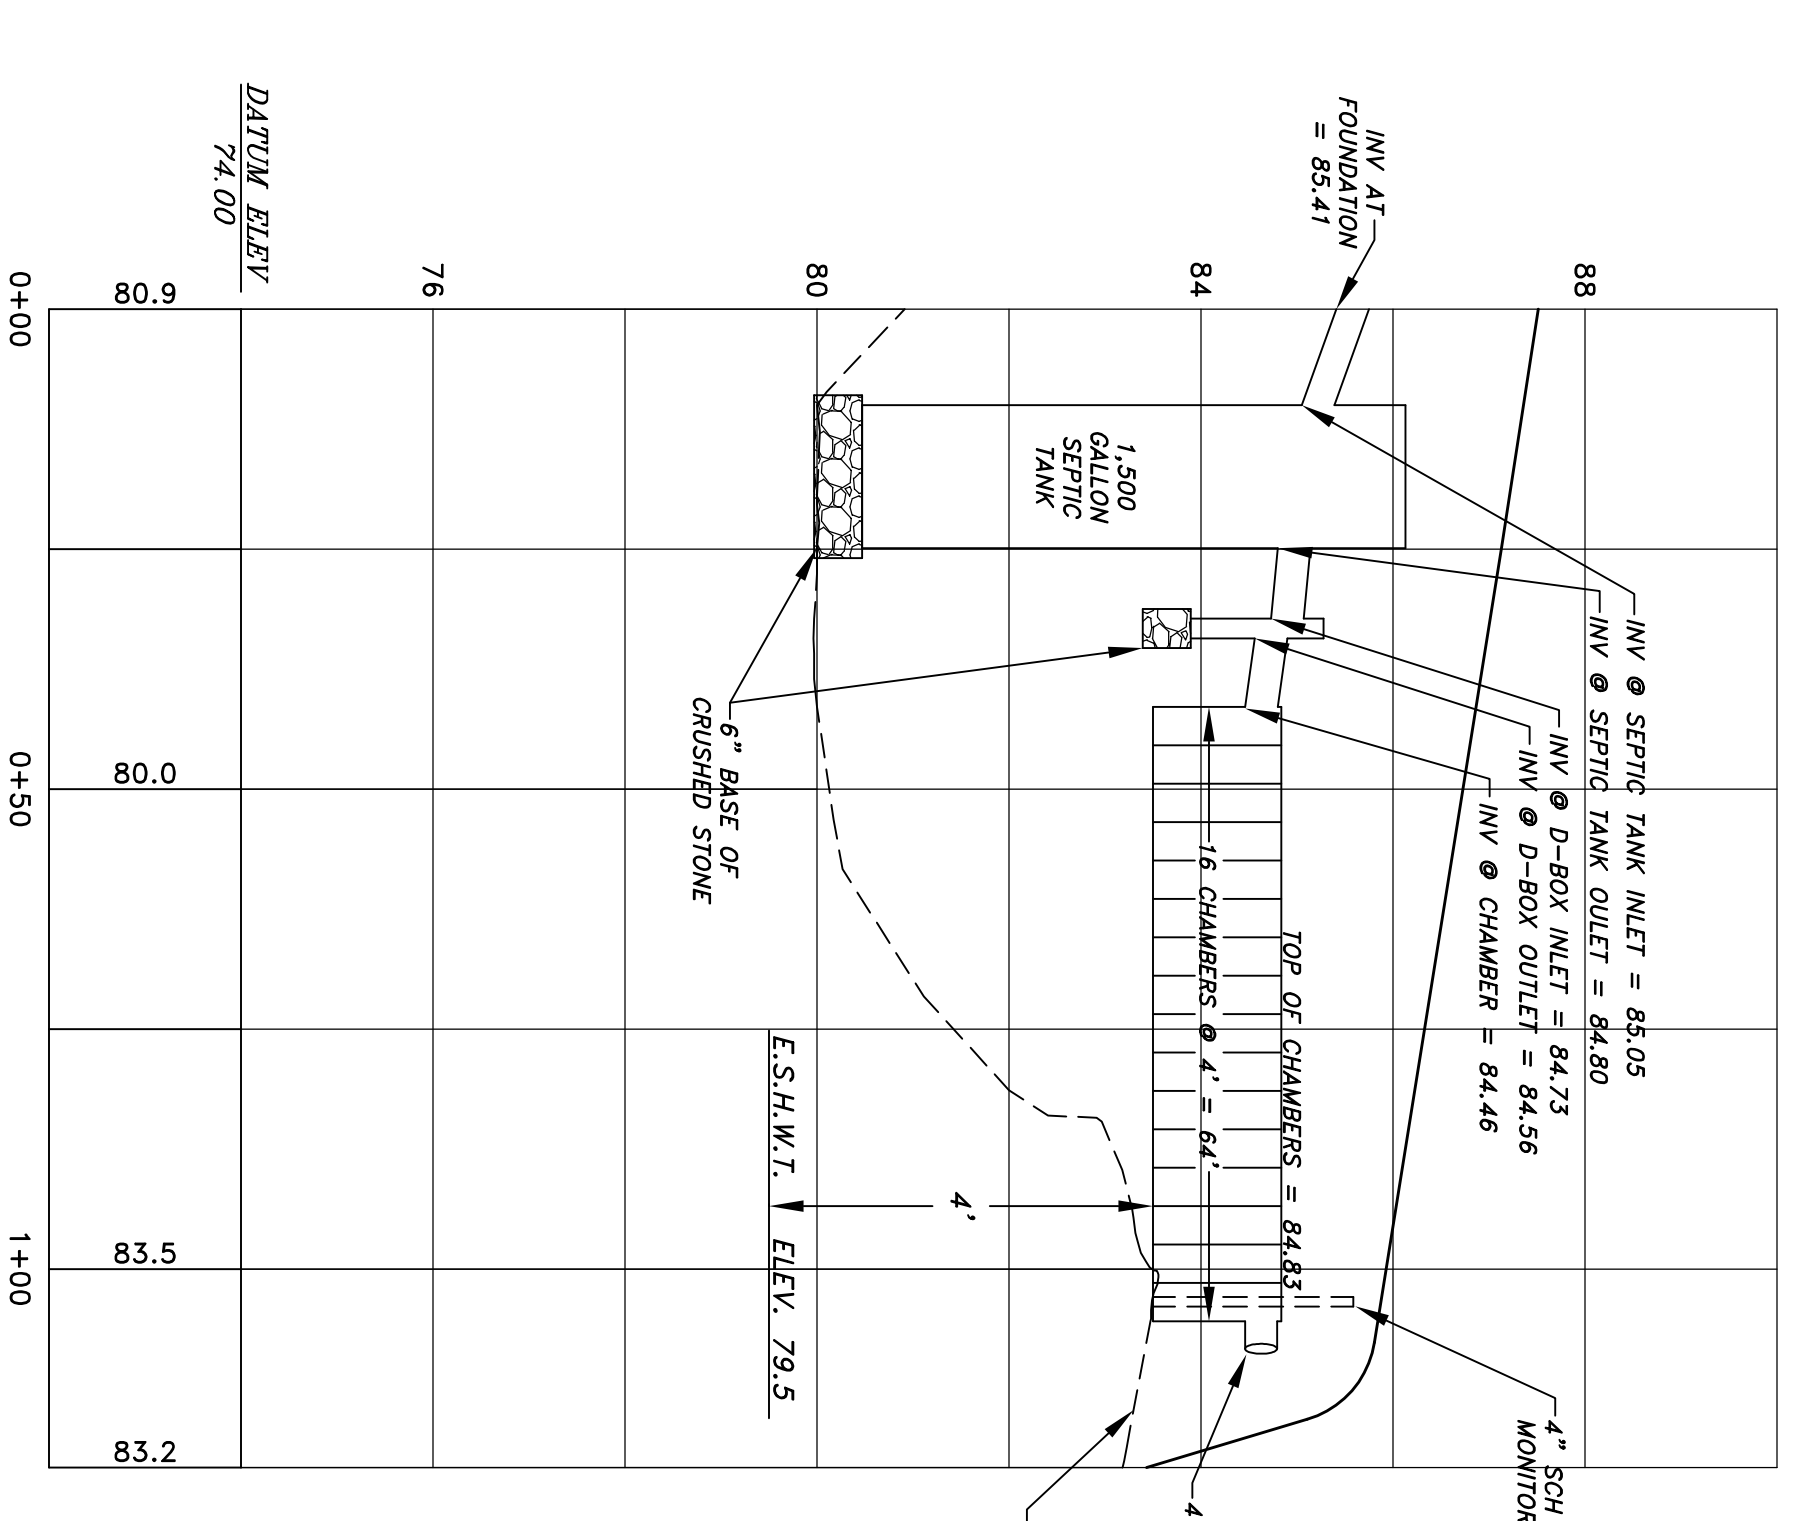 INV @ SEPTIC TANK INLET = 85.05
INV @ SEPTIC TANK OULET = 84.80
INV @ D-BOX INLET = 84.73
INV @ D-BOX OUTLET = 84.56
INV @ CHAMBER = 84.46
4" SCH
MONITOR
88
INV AT
FOUNDATION
= 85.41
TOP OF CHAMBERS = 84.83
84
16 CHAMBERS @ 4' = 64'
4
1,500
GALLON
SEPTIC
TANK
4'
80
E.S.H.W.T. ELEV. 79.5
6" BASE OF
CRUSHED STONE
76
DATUM ELEV
74.00
80.9
80.0
83.5
83.2
0+00
0+50
1+00